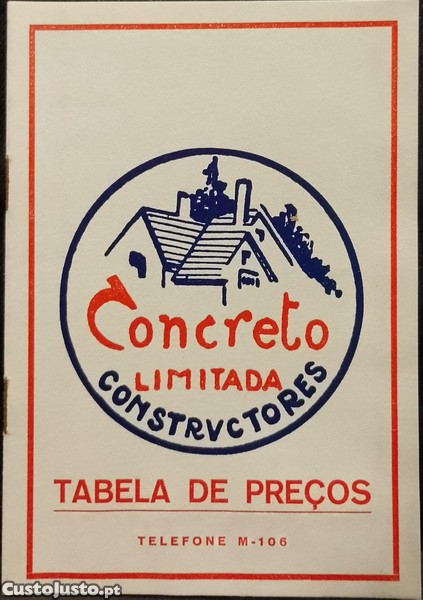 Concreto
LIMITADA
CONSTRVCTORES
TABELA DE PREÇOS
TELEFONE M-106
CustoJusto.pt